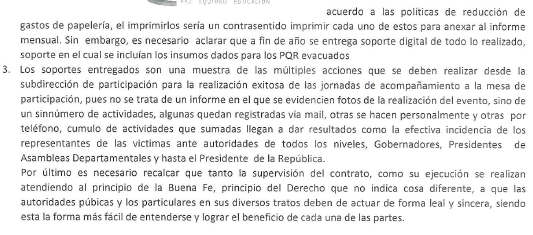 PAZ EQUIDAD EDUCACIÓN
acuerdo a las políticas de reducción de
gastos de papelería, el imprimirlos sería un contrasentido imprimir cada uno de estos para anexar al informe
mensual. Sin embargo, es necesario aclarar que a fin de año se entrega soporte digital de todo lo realizado,
soporte en el cual se incluían los insumos dados para los PQR evacuados
3. Los soportes entregados son una muestra de las múltiples acciones que se deben realizar desde la
subdirección de participación para la realización exitosa de las jornadas de acompañamiento a la mesa de
participación, pues no se trata de un informe en el que se evidencien fotos de la realización del evento, sino de
un sinnúmero de actividades, algunas quedan registradas vía mail, otras se hacen personalmente y otras por
teléfono, cumulo de actividades que sumadas llegan a dar resultados como la efectiva incidencia de los
representantes de las victimas ante autoridades de todos los niveles, Gobernadores, Presidentes de
Asambleas Departamentales y hasta el Presidente de la República.
Por último es necesario recalcar que tanto la supervisión del contrato, como su ejecución se realizan
atendiendo al principio de la Buena Fe, principio del Derecho que no indica cosa diferente, a que las
autoridades púbicas y los particulares en sus diversos tratos deben de actuar de forma leal y sincera, siendo
esta la forma más fácil de entenderse y lograr el beneficio de cada una de las partes.